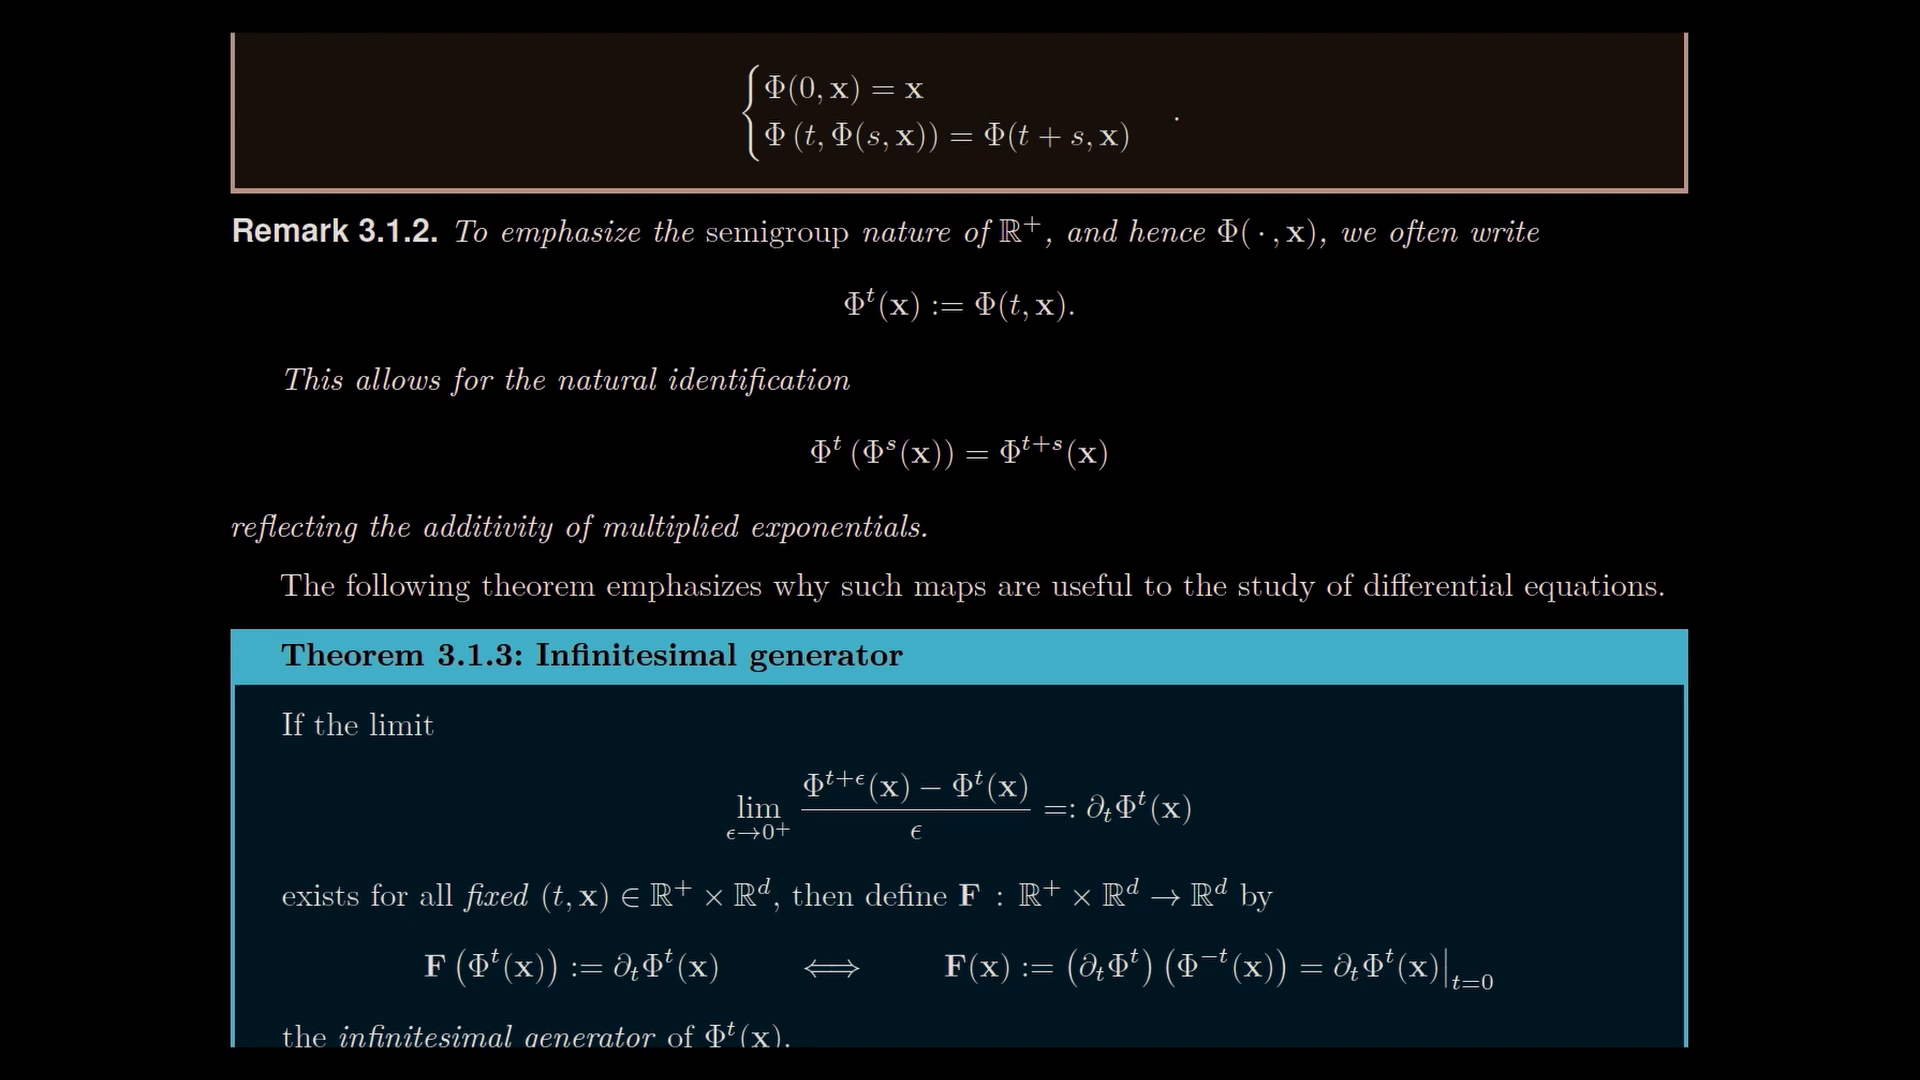 {Φ(0, x) = x
Φ (t, Φ(s, x)) = Φ(t + s, x) .
Remark 3.1.2. To emphasize the semigroup nature of ℝ⁺, and hence Φ( · , x), we often write
Φᵗ(x) := Φ(t, x).
This allows for the natural identification
Φᵗ (Φˢ(x)) = Φᵗ⁺ˢ(x)
reflecting the additivity of multiplied exponentials.
The following theorem emphasizes why such maps are useful to the study of differential equations.
Theorem 3.1.3: Infinitesimal generator
If the limit
lim_{ϵ→0⁺} (Φ^{t+ϵ}(x) − Φᵗ(x)) / ϵ =: ∂ₜΦᵗ(x)
exists for all fixed (t, x) ∈ ℝ⁺ × ℝᵈ, then define F : ℝ⁺ × ℝᵈ → ℝᵈ by
F (Φᵗ(x)) := ∂ₜΦᵗ(x) ⟺ F(x) := (∂ₜΦᵗ) (Φ⁻ᵗ(x)) = ∂ₜΦᵗ(x)|ₜ₌₀
the infinitesimal generator of Φᵗ(x).